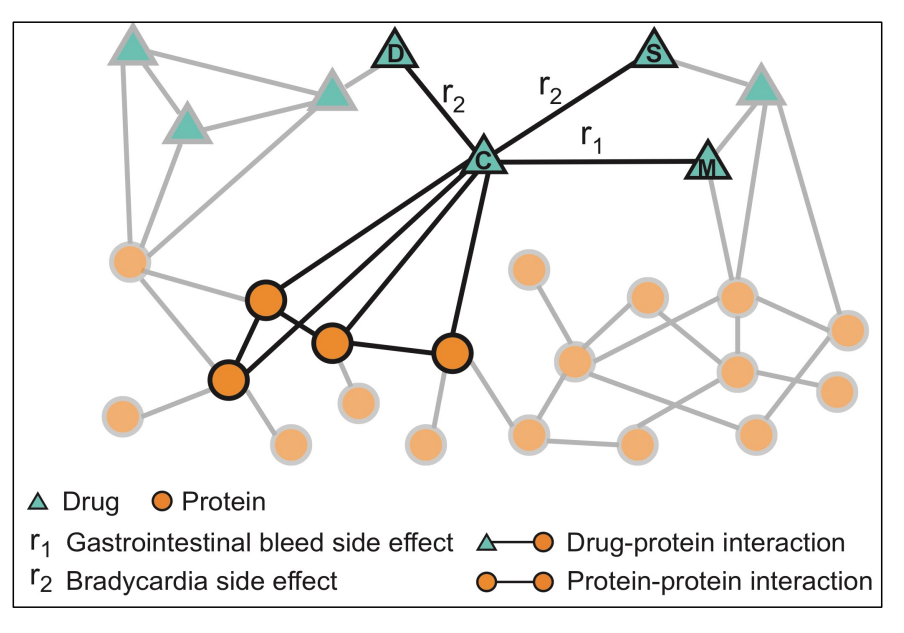 D
S
r2
r2
r1
C
M
Drug
Protein
r1 Gastrointestinal bleed side effect
Drug-protein interaction
r2 Bradycardia side effect
Protein-protein interaction